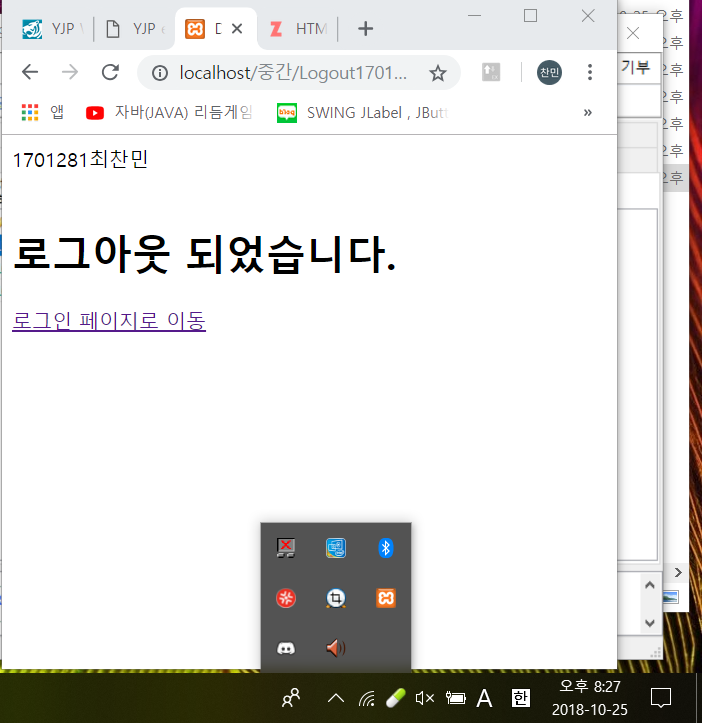 YJP
YJP
D
HTM
localhost/중간/Logout1701...
찬민
앱
자바(JAVA) 리듬게임
blog
SWING JLabel , JButt
»
1701281최찬민
로그아웃 되었습니다.
로그인 페이지로 이동
기부
오후
오후
오후
오후
오후
오후
오후
A
한
오후 8:27
2018-10-25